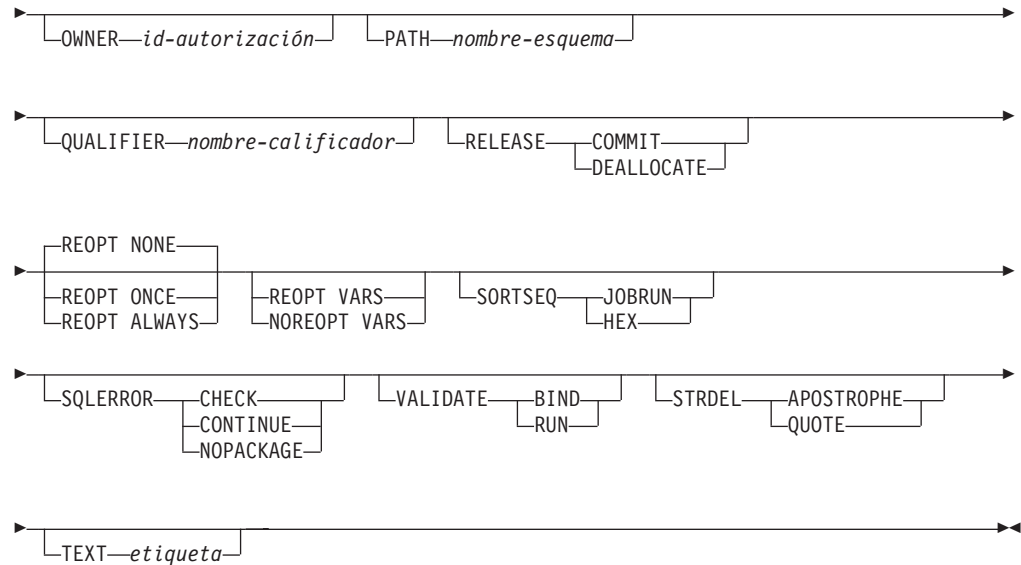 OWNER id-autorización PATH nombre-esquema
QUALIFIER nombre-calificador RELEASE COMMIT
DEALLOCATE
REOPT NONE
REOPT ONCE REOPT VARS SORTSEQ JOBRUN
REOPT ALWAYS NOREOPT VARS HEX
SQLERROR CHECK VALIDATE BIND STRDEL APOSTROPHE
CONTINUE RUN QUOTE
NOPACKAGE
TEXT etiqueta